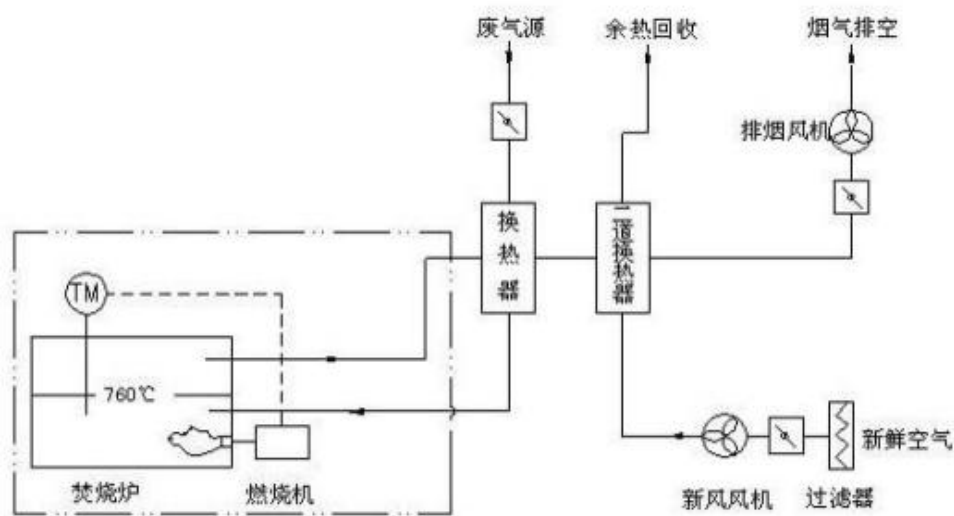 废气源
余热回收
烟气排空
排烟风机
换热器
二道换热器
TM
760℃
新鲜空气
焚烧炉
燃烧机
新风风机
过滤器